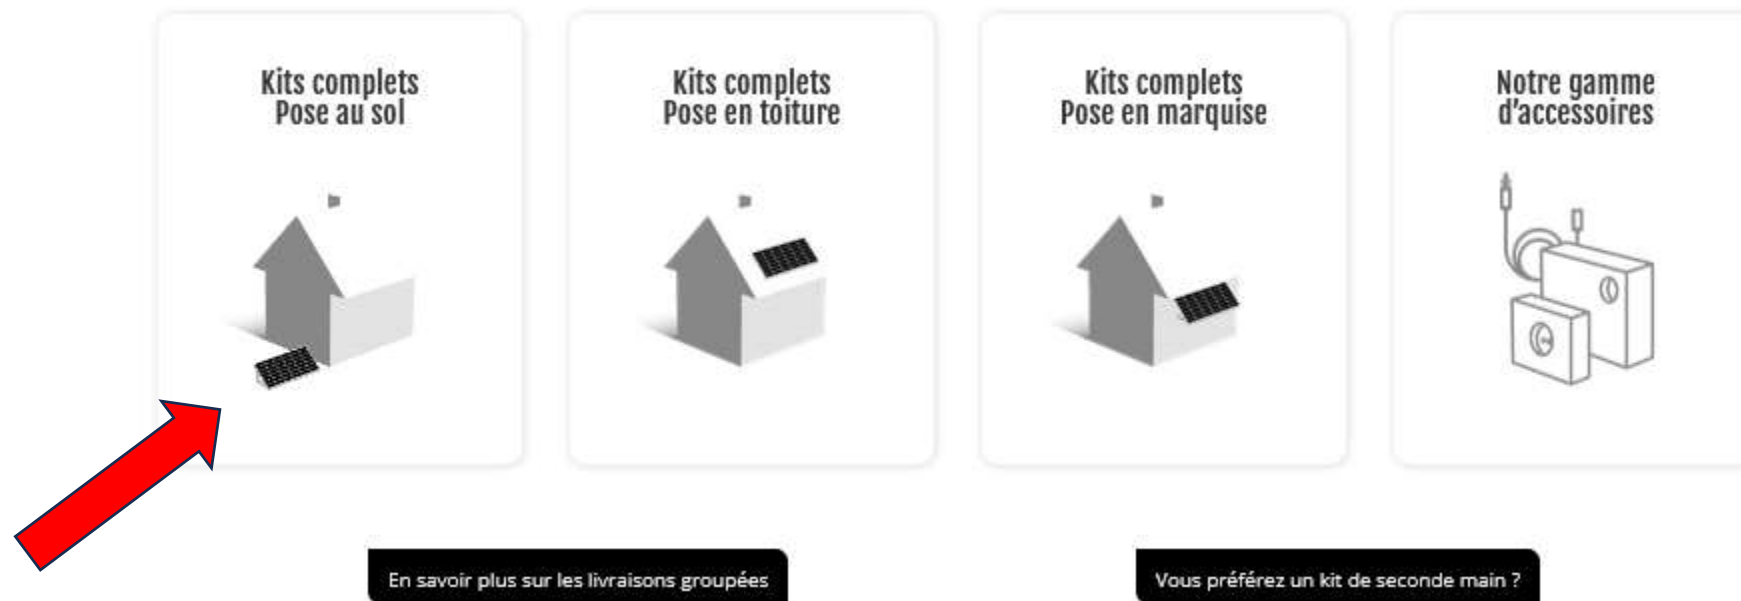 Kits complets
Pose au sol
Kits complets
Pose en toiture
Kits complets
Pose en marquise
Notre gamme
d'accessoires
En savoir plus sur les livraisons groupées
Vous préférez un kit de seconde main ?